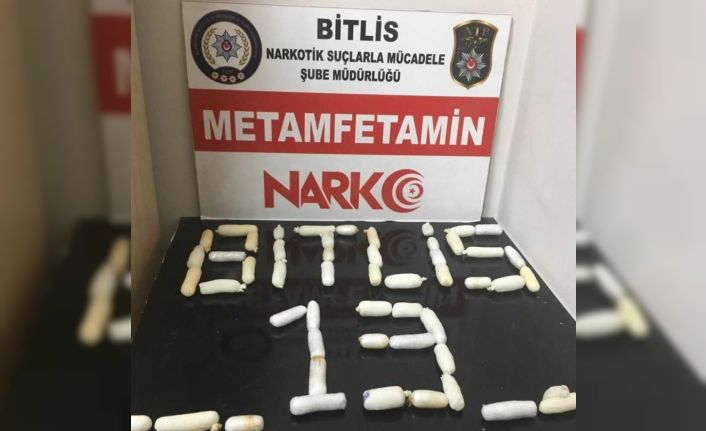 BİTLİS
NARKOTİK SUÇLARLA MÜCADELE
ŞUBE MÜDÜRLÜĞÜ
METAMFETAMİN
NARKO
BITLIS
13